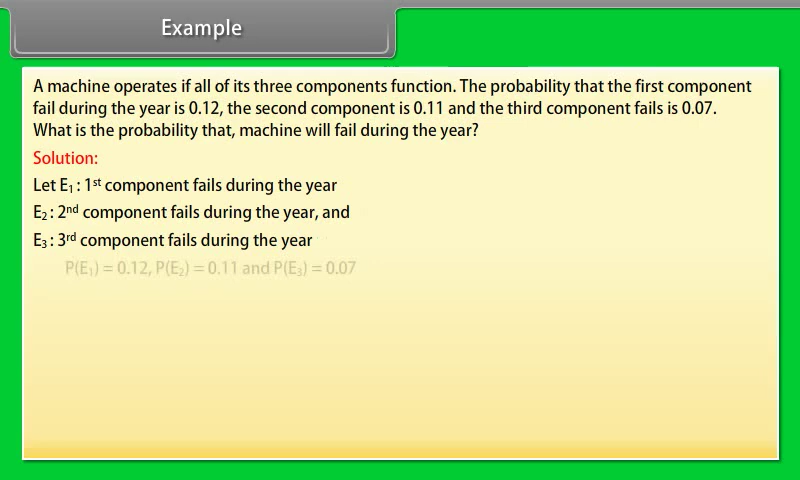 Example
A machine operates if all of its three components function. The probability that the first component
fail during the year is 0.12, the second component is 0.11 and the third component fails is 0.07.
What is the probability that, machine will fail during the year?
Solution:
Let E₁ : 1ˢᵗ component fails during the year
E₂ : 2ⁿᵈ component fails during the year, and
E₃ : 3ʳᵈ component fails during the year
P(E₁) = 0.12, P(E₂) = 0.11 and P(E₃) = 0.07